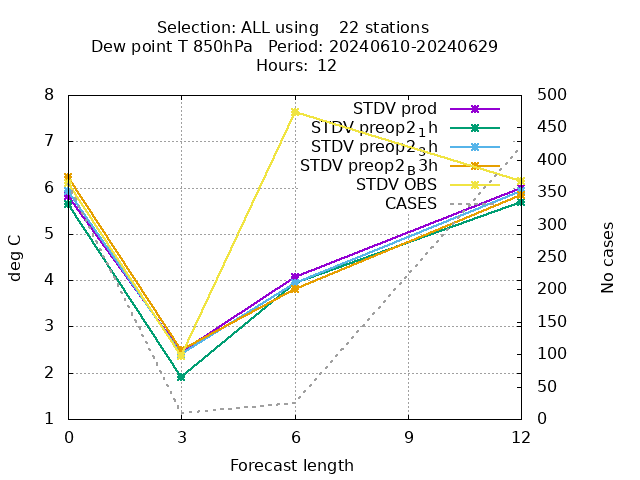 Selection: ALL using    22 stations
Dew point T 850hPa   Period: 20240610-20240629
Hours: 12
8
7
6
5
4
3
2
1
deg C
STDV prod
STDV preop2₁h
STDV preop2₃h
STDV preop2_B3h
STDV OBS
CASES
500
450
400
350
300
250
200
150
100
50
0
No cases
0 3 6 9 12
Forecast length